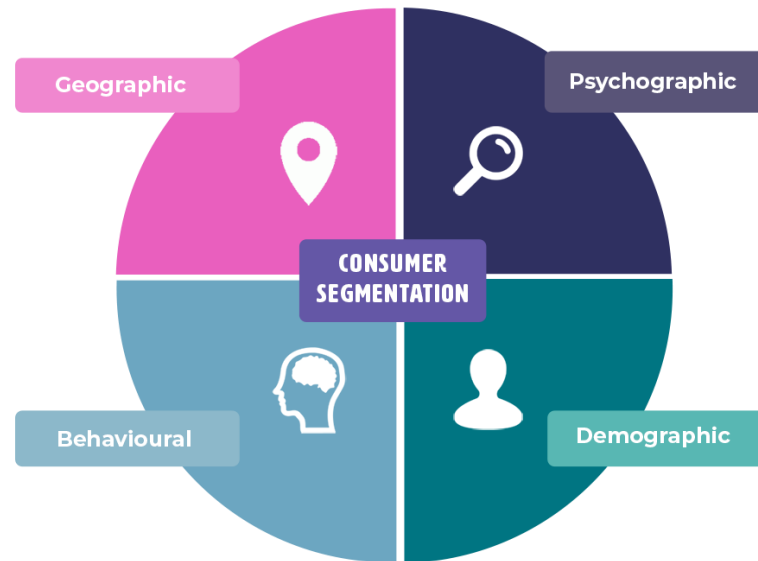 Geographic
Psychographic
CONSUMER
SEGMENTATION
Behavioural
Demographic